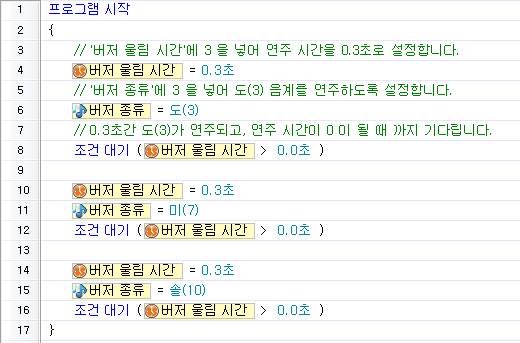 1 프로그램 시작
2 {
3 // '버저 울림 시간'에 3 을 넣어 연주 시간을 0.3초로 설정합니다.
4 버저 울림 시간 = 0.3초
5 // '버저 종류'에 3 을 넣어 도(3) 음계를 연주하도록 설정합니다.
6 버저 종류 = 도(3)
7 // 0.3초간 도(3)가 연주되고, 연주 시간이 0 이 될 때 까지 기다립니다.
8 조건 대기 ( 버저 울림 시간 > 0.0초 )
9
10 버저 울림 시간 = 0.3초
11 버저 종류 = 미(7)
12 조건 대기 ( 버저 울림 시간 > 0.0초 )
13
14 버저 울림 시간 = 0.3초
15 버저 종류 = 솔(10)
16 조건 대기 ( 버저 울림 시간 > 0.0초 )
17 }